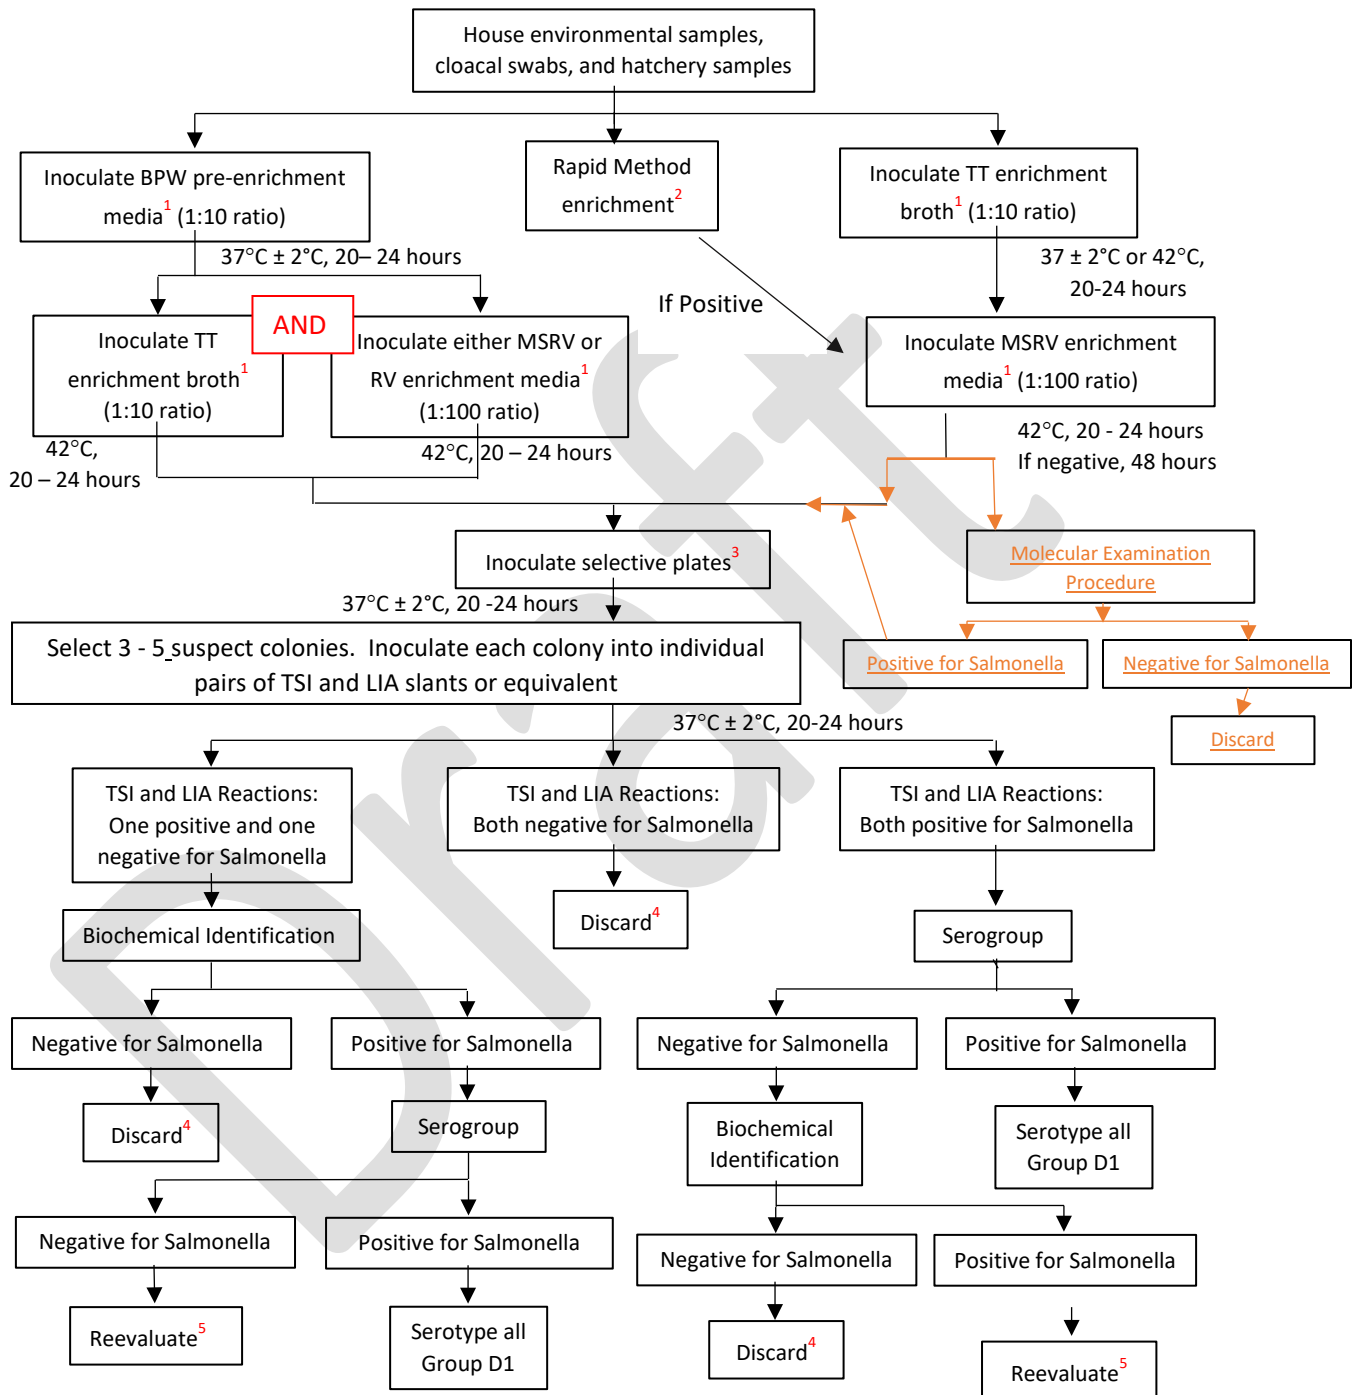 House environmental samples,
cloacal swabs, and hatchery samples
Inoculate BPW pre-enrichment
media1 (1:10 ratio)
Rapid Method
enrichment2
Inoculate TT enrichment
broth1 (1:10 ratio)
37°C ± 2°C, 20– 24 hours
37 ± 2°C or 42°C,
20-24 hours
If Positive
AND
Inoculate TT
enrichment broth1
(1:10 ratio)
Inoculate either MSRV or
RV enrichment media1
(1:100 ratio)
Inoculate MSRV enrichment
media1 (1:100 ratio)
42°C,
20 – 24 hours
42°C, 20 – 24 hours
42°C, 20 - 24 hours
If negative, 48 hours
Inoculate selective plates3
Molecular Examination
Procedure
37°C ± 2°C, 20 -24 hours
Select 3 - 5 suspect colonies. Inoculate each colony into individual
pairs of TSI and LIA slants or equivalent
Positive for Salmonella
Negative for Salmonella
Discard
37°C ± 2°C, 20-24 hours
TSI and LIA Reactions:
One positive and one
negative for Salmonella
TSI and LIA Reactions:
Both negative for Salmonella
TSI and LIA Reactions:
Both positive for Salmonella
Biochemical Identification
Discard4
Serogroup
Negative for Salmonella
Positive for Salmonella
Negative for Salmonella
Positive for Salmonella
Discard4
Serogroup
Biochemical
Identification
Serotype all
Group D1
Negative for Salmonella
Positive for Salmonella
Negative for Salmonella
Positive for Salmonella
Reevaluate5
Serotype all
Group D1
Discard4
Reevaluate5
Draft